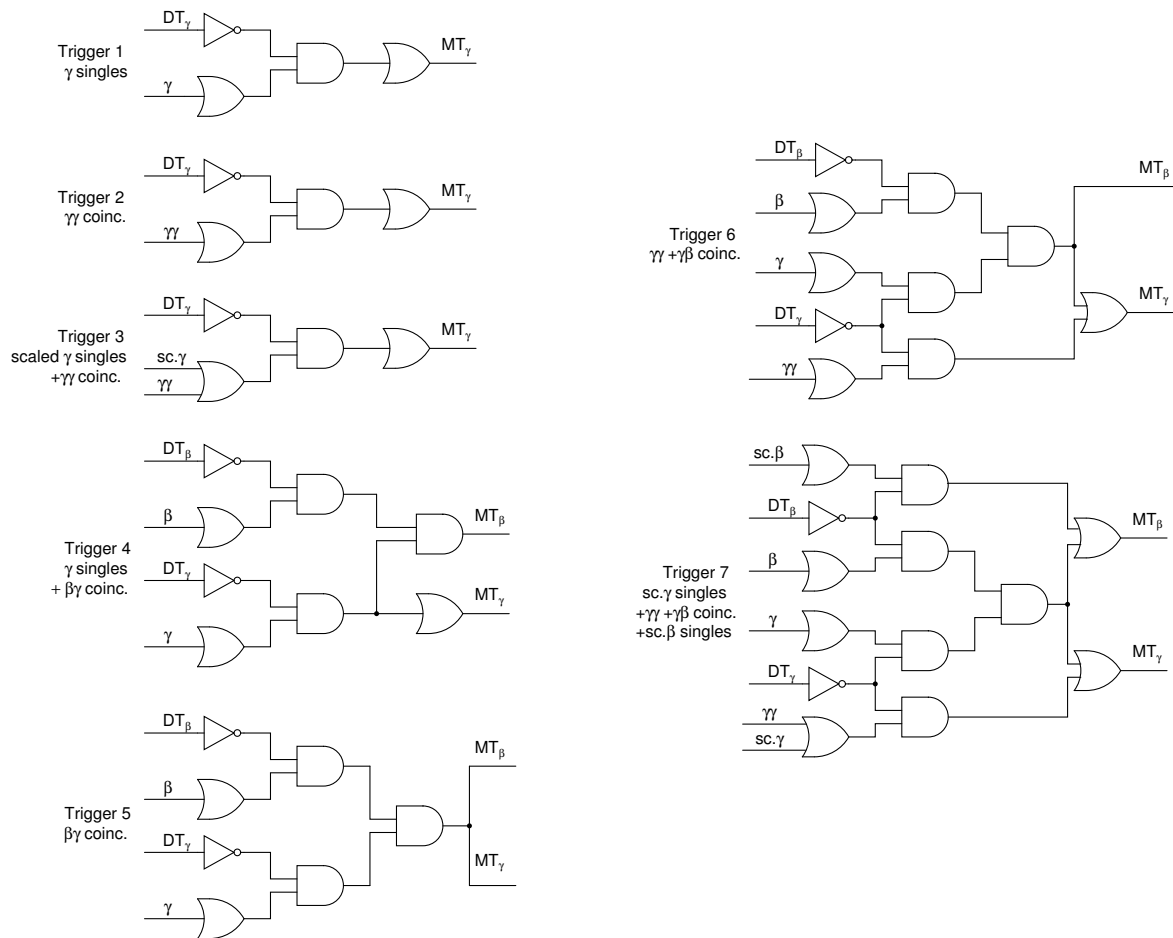 DTγ
Trigger 1
γ singles
γ
MTγ
DTγ
Trigger 2
γγ coinc.
γγ
MTγ
DTγ
Trigger 3
scaled γ singles
+γγ coinc.
sc.γ
γγ
MTγ
DTβ
β
Trigger 4
γ singles
+ βγ coinc.
DTγ
γ
MTβ
MTγ
DTβ
β
Trigger 5
βγ coinc.
DTγ
γ
MTβ
MTγ
DTβ
β
Trigger 6
γγ +γβ coinc.
γ
DTγ
γγ
MTβ
MTγ
sc.β
DTβ
β
Trigger 7
sc.γ singles
+γγ +γβ coinc.
+sc.β singles
γ
DTγ
γγ
sc.γ
MTβ
MTγ